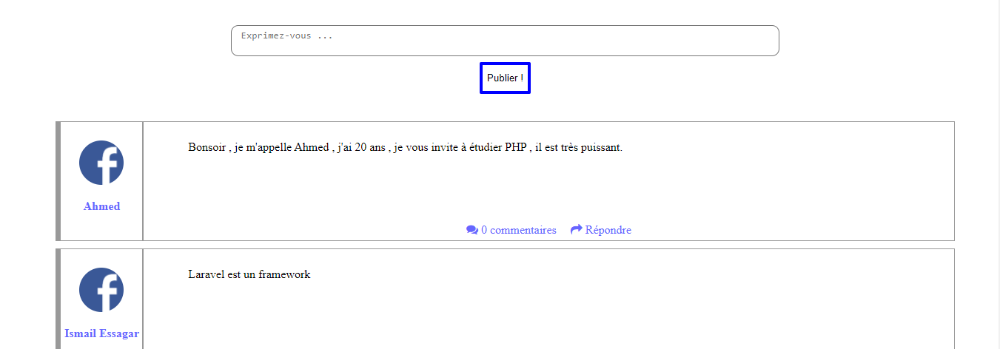 Exprimez-vous ...
Publier !
Bonsoir , je m'appelle Ahmed , j'ai 20 ans , je vous invite à étudier PHP , il est très puissant.
Ahmed
0 commentaires Répondre
Laravel est un framework
Ismail Essagar